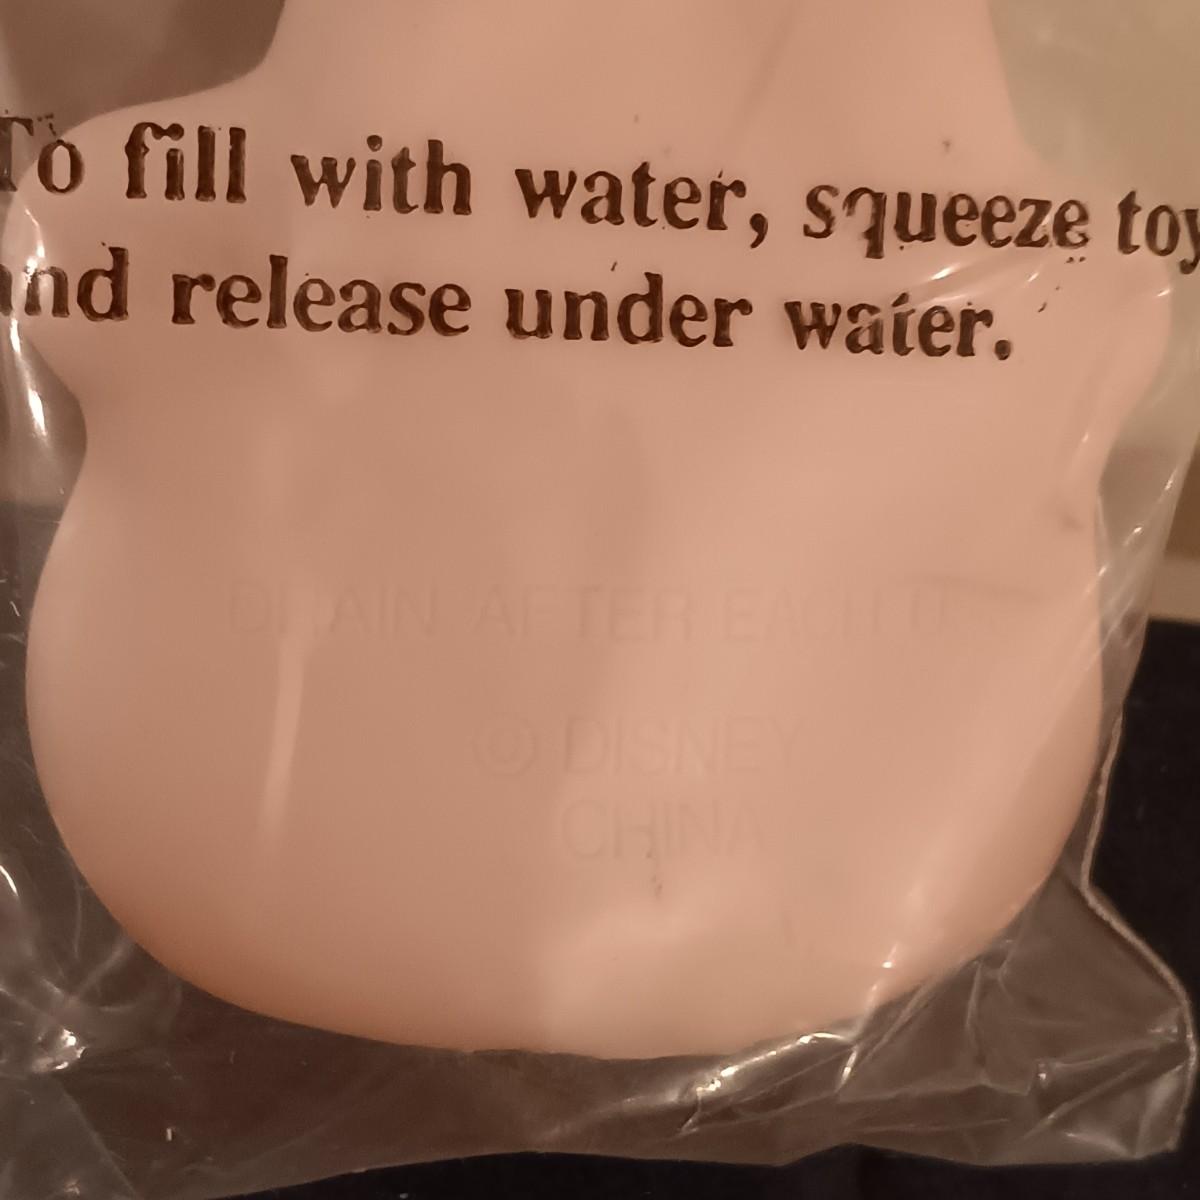 To fill with water, squeeze toy
and release under water.
DRAIN AFTER EACH
© DISNEY
CHINA